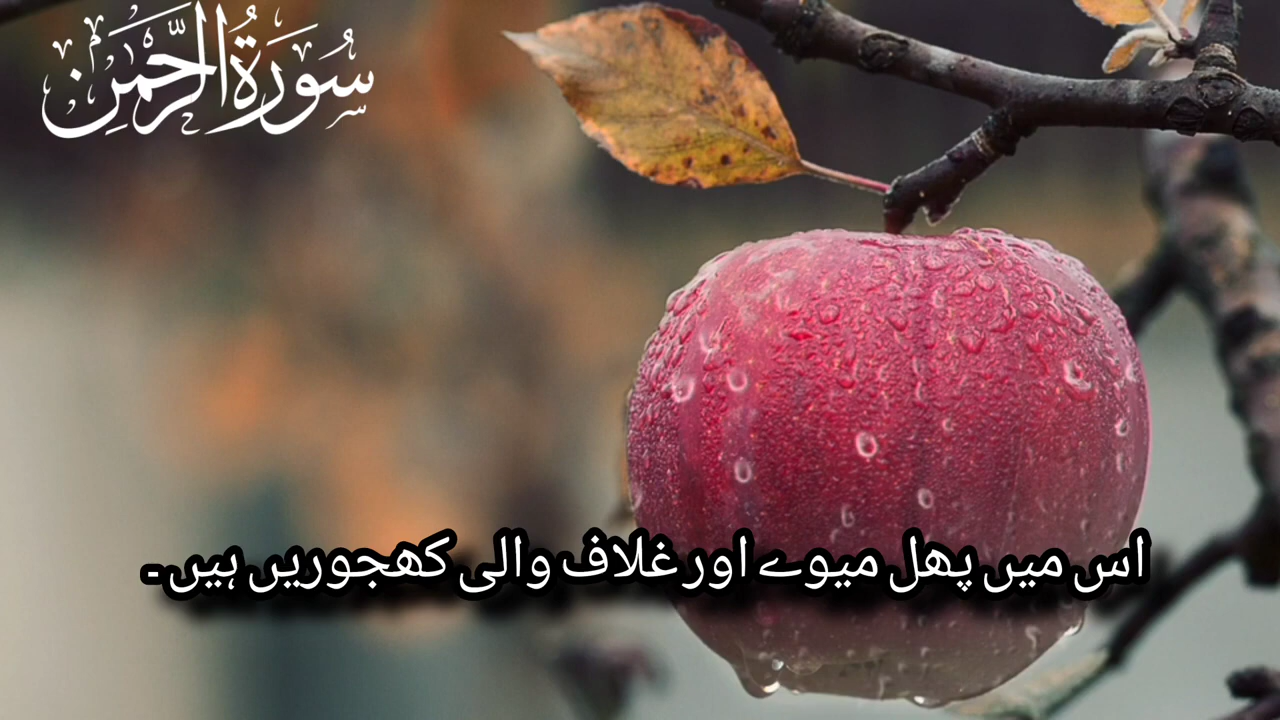 سُورَةُ الرَّحْمٰن
اس میں پھل میوے اور غلاف والی کھجوریں ہیں۔